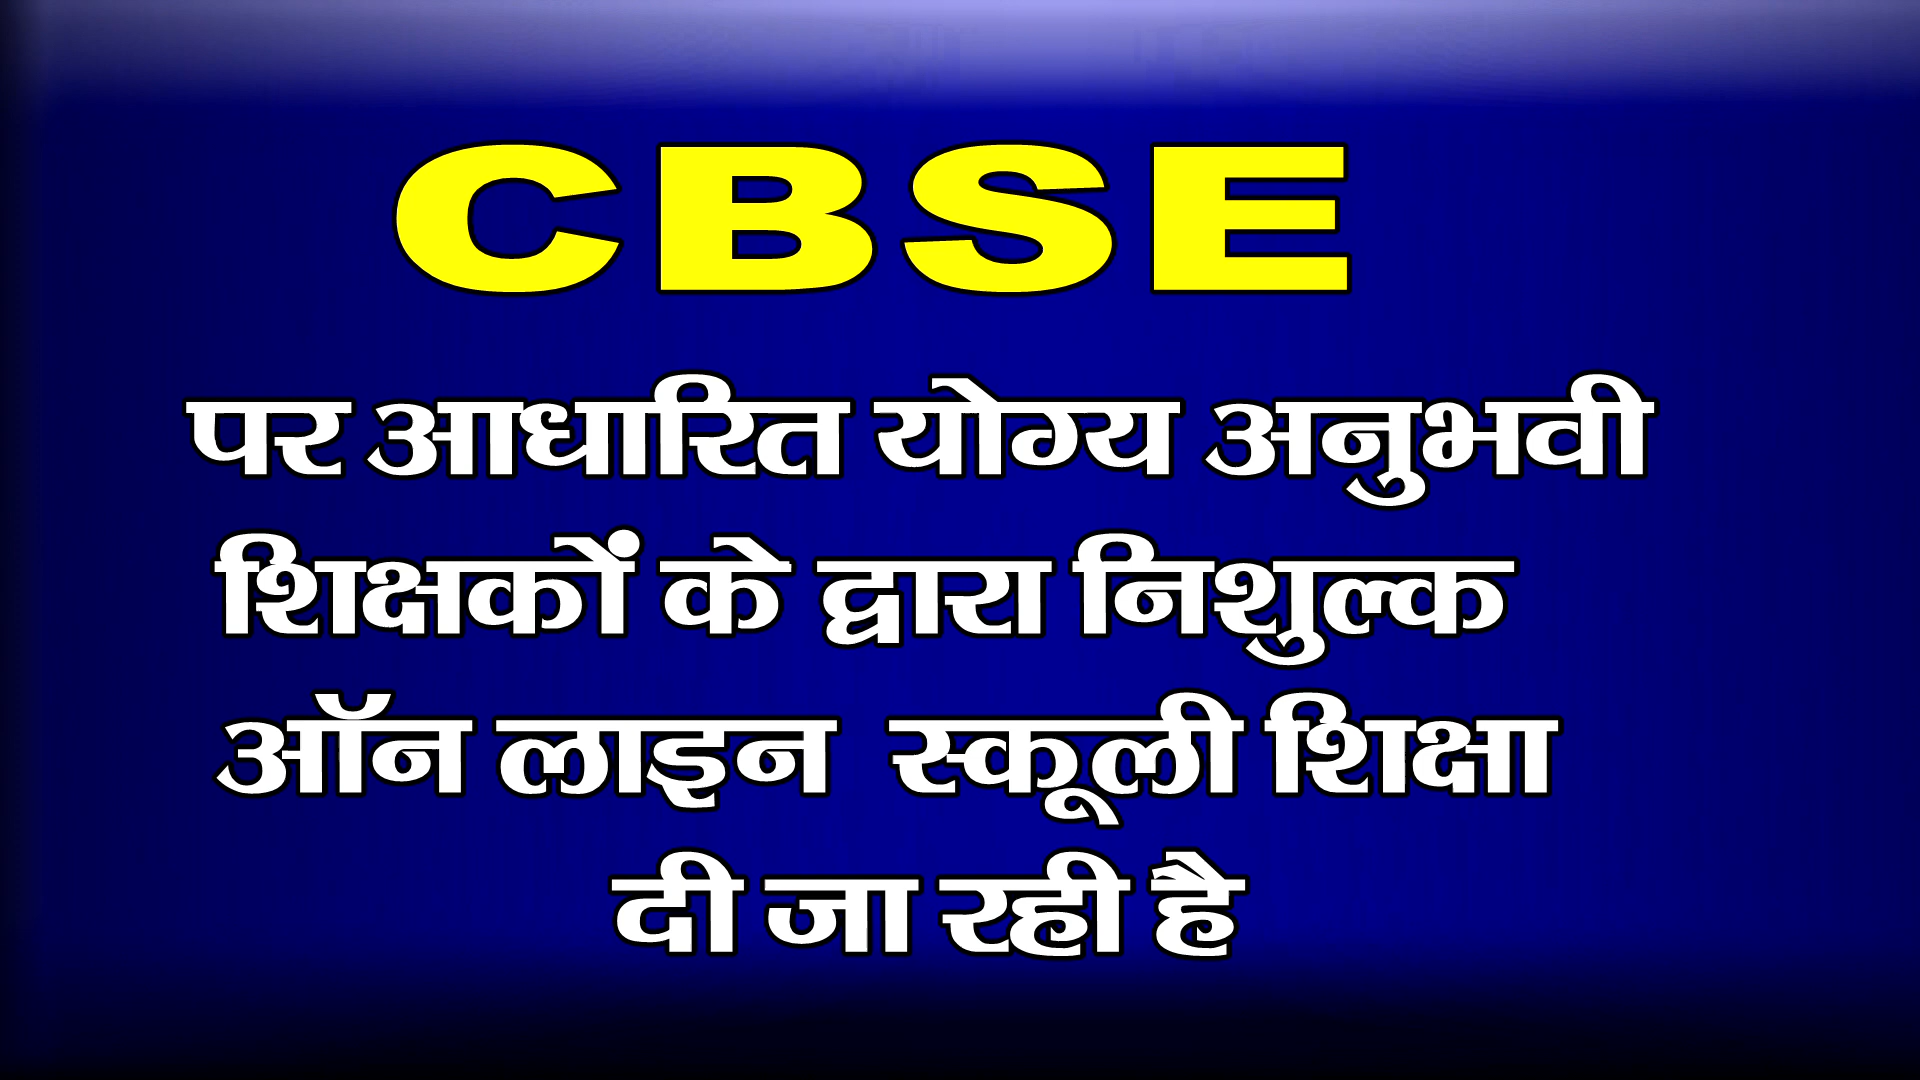 CBSE
पर आधारित योग्य अनुभवी
शिक्षकों के द्वारा निशुल्क
ऑन लाइन स्कूली शिक्षा
दी जा रही है